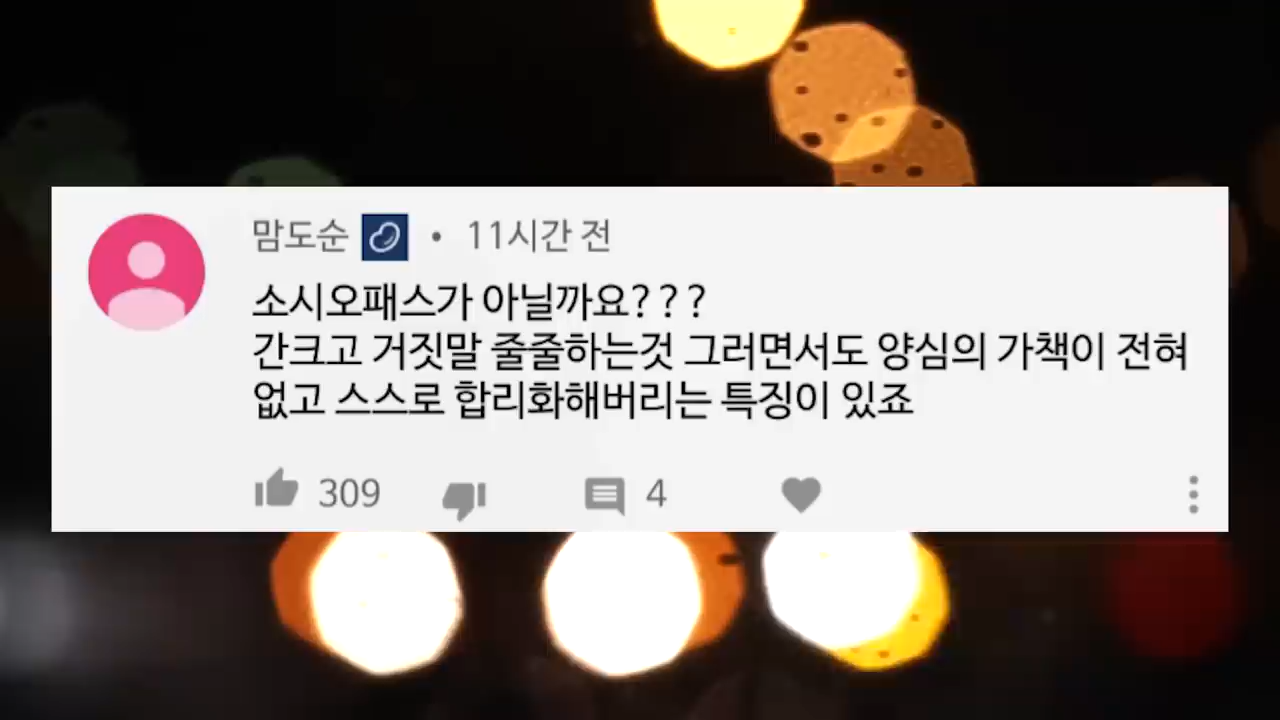 맘도순 • 11시간 전
소시오패스가 아닐까요???
간크고 거짓말 줄줄하는것 그러면서도 양심의 가책이 전혀
없고 스스로 합리화해버리는 특징이 있죠
309 4